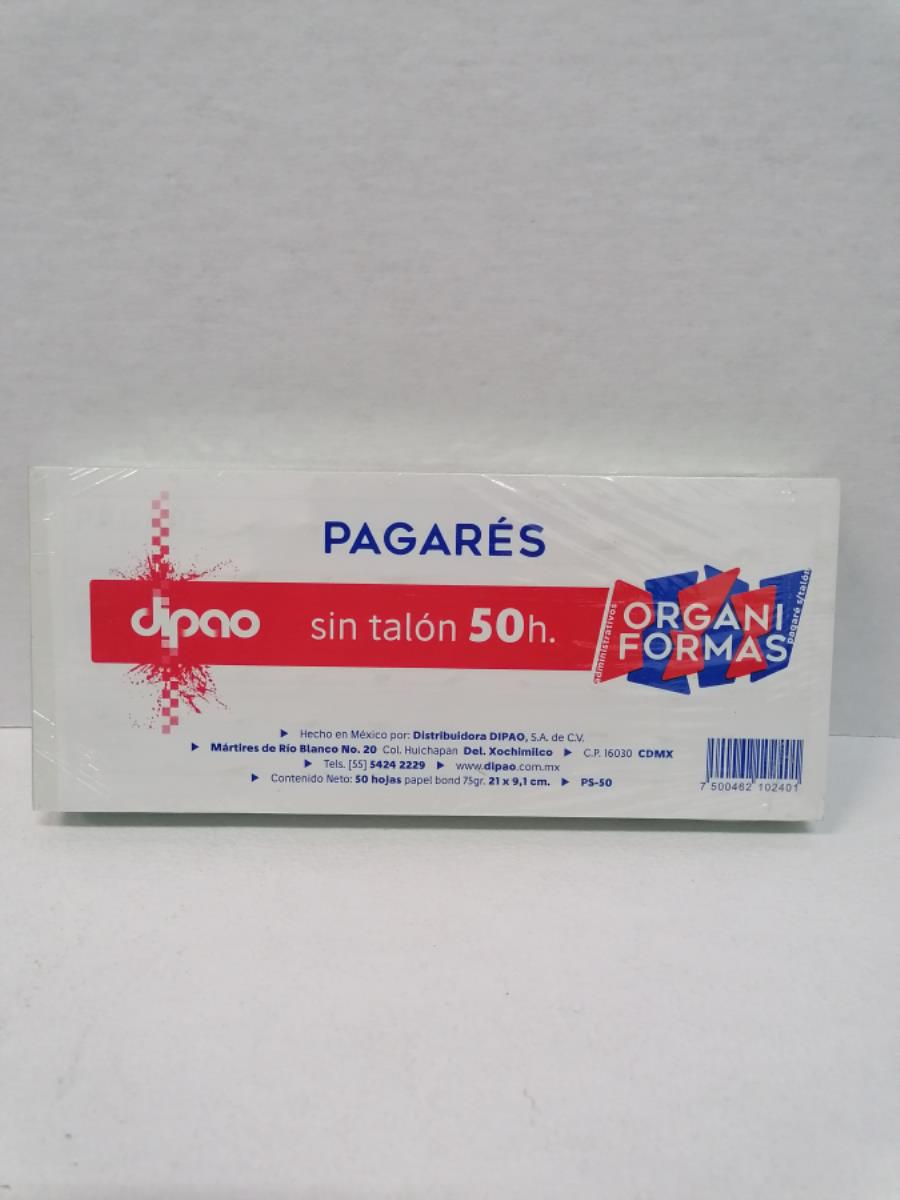 PAGARÉS
dipao
sin talón 50h.
administrativos
ORGANI
FORMAS
pagaré s/talón
▶ Hecho en México por: Distribuidora DIPAO, S.A. de C.V.
▶ Mártires de Río Blanco No. 20 Col. Huichapan Del. Xochimilco ▶ C.P. 16030 CDMX
▶ Tels. [55] 5424 2229 ▶ www.dipao.com.mx
▶ Contenido Neto: 50 hojas papel bond 75gr. 21 x 9,1 cm. ▶ PS-50
7 500462 102401